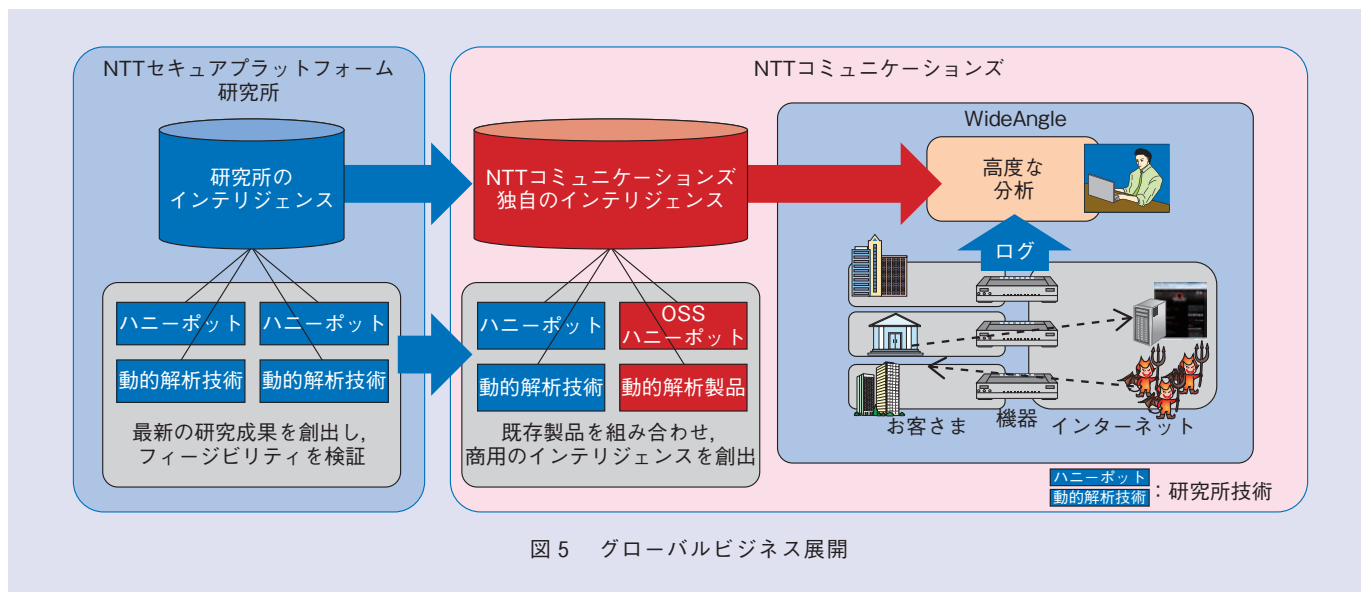 NTTセキュアプラットフォーム
研究所
研究所の
インテリジェンス
ハニーポット
ハニーポット
動的解析技術
動的解析技術
最新の研究成果を創出し，
フィージビリティを検証
NTTコミュニケーションズ
NTTコミュニケーションズ
独自のインテリジェンス
ハニーポット
OSS
ハニーポット
動的解析技術
動的解析製品
既存製品を組み合わせ，
商用のインテリジェンスを創出
WideAngle
高度な
分析
ログ
お客さま
機器
インターネット
ハニーポット
動的解析技術
：研究所技術
図５　グローバルビジネス展開